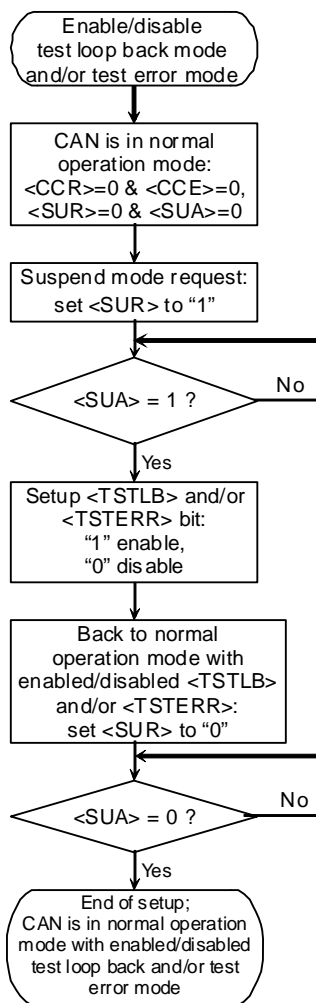 Enable/disable
test loop back mode
and/or test error mode
CAN is in normal
operation mode:
<CCR>=0 & <CCE>=0,
<SUR>=0 & <SUA>=0
Suspend mode request:
set <SUR> to “1”
<SUA> = 1 ?
No
Yes
Setup <TSTLB> and/or
<TSTERR> bit:
“1” enable,
“0” disable
Back to normal
operation mode with
enabled/disabled <TSTLB>
and/or <TSTERR>:
set <SUR> to “0”
<SUA> = 0 ?
No
Yes
End of setup;
CAN is in normal operation
mode with enabled/disabled
test loop back and/or test
error mode